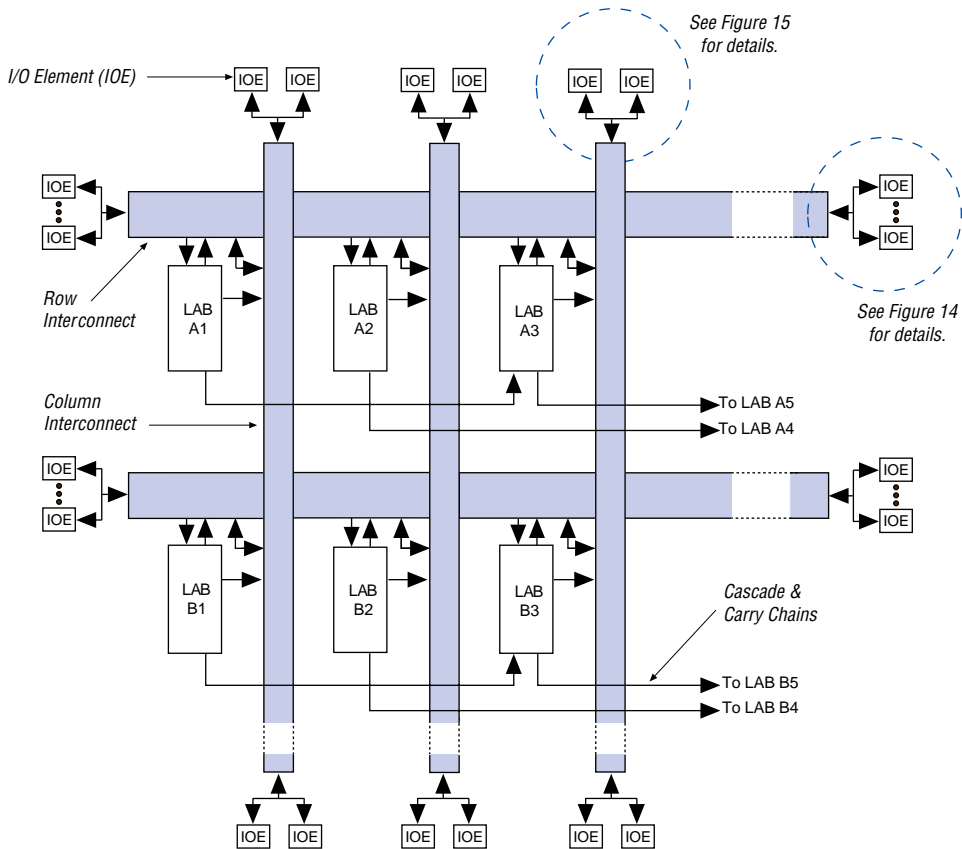 See Figure 15
for details.
I/O Element (IOE)
IOE
IOE
IOE
IOE
IOE
IOE
IOE
IOE
IOE
IOE
Row
Interconnect
LAB
A1
LAB
A2
LAB
A3
See Figure 14
for details.
Column
Interconnect
To LAB A5
To LAB A4
IOE
IOE
IOE
IOE
LAB
B1
LAB
B2
LAB
B3
Cascade &
Carry Chains
To LAB B5
To LAB B4
IOE
IOE
IOE
IOE
IOE
IOE